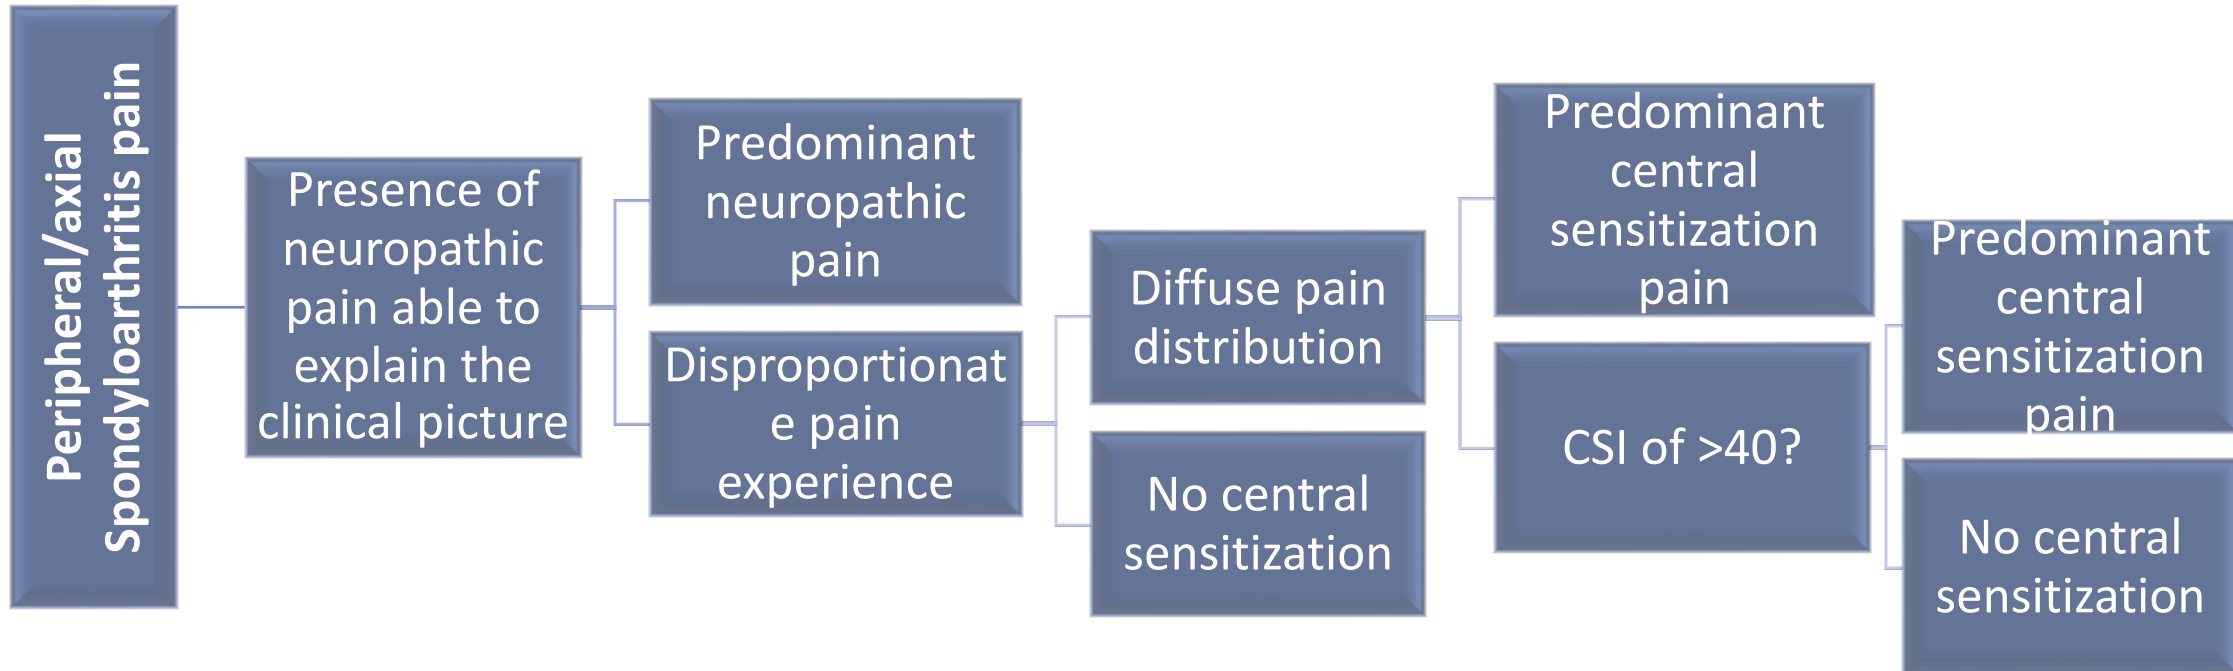 Peripheral/axial
Spondyloarthritis pain
Presence of
neuropathic
pain able to
explain the
clinical picture
Predominant
neuropathic
pain
Disproportionat
e pain
experience
Diffuse pain
distribution
No central
sensitization
Predominant
central
sensitization
pain
CSI of >40?
Predominant
central
sensitization
pain
No central
sensitization